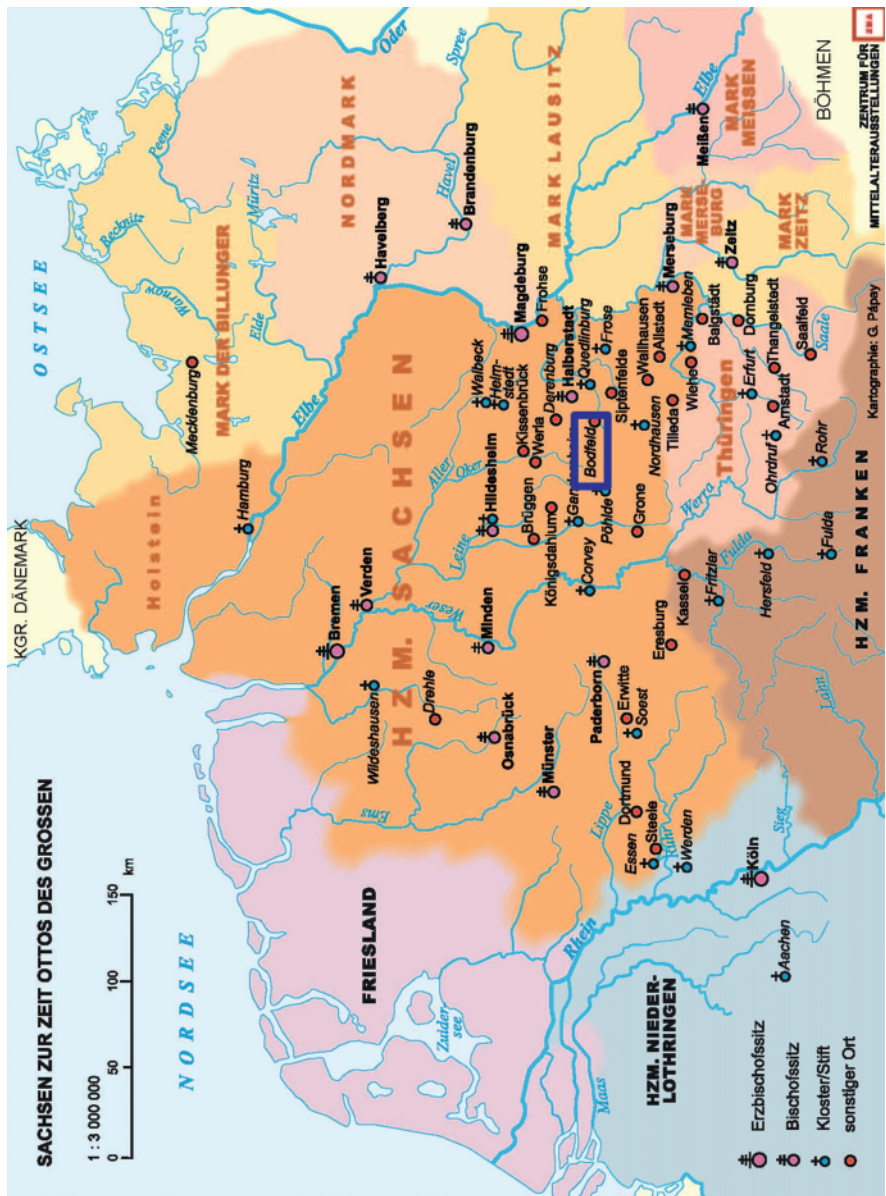 SACHSEN ZUR ZEIT OTTOS DES GROSSEN
1 : 3 000 000
0 50 100 150
km
NORDSEE
OSTSEE
KGR. DÄNEMARK
Holstein
Hamburg
Mecklenburg
MARK DER BILLUNGER
Warnow
Recknitz
Peene
Müritz
Elde
Oder
Elbe
NORDMARK
Havelberg
Brandenburg
Havel
Spree
FRIESLAND
Zuider-
see
Bremen
Verden
Wildeshausen
Drehle
HZM. SACHSEN
Weser
Aller
Oker
Leine
Ems
Osnabrück
Minden
Hildesheim
Walbeck
Helm-
stedt
Kissenbrück
Werla
Brüggen
Königsdahlum
Derenburg
Magdeburg
Frohse
Halberstadt
Quedlinburg
Frose
MARK LAUSITZ
Münster
Lippe
Paderborn
Erwitte
Soest
Corvey
Bodfeld
Pöhlde
Siptenfelde
Grone
Nordhausen
Wallhausen
Allstedt
Tilleda
Wiehe
Memleben
Merseburg
MARK
MERSE-
BURG
Elbe
Meißen
MARK
MEISSEN
Dortmund
Essen
Steele
Ruhr
Werden
Eresburg
Kassel
Fritzlar
Fulda
Werra
Thüringen
Balgstädt
Dornburg
Zeitz
MARK
ZEITZ
BÖHMEN
Rhein
Maas
HZM. NIEDER-
LOTHRINGEN
Köln
Sieg
Aachen
Lahn
Hersfeld
Fulda
HZM. FRANKEN
Ohrdruf
Erfurt
Arnstadt
Thangelstedt
Saalfeld
Saale
Rohr
Erzbischofssitz
Bischofssitz
Kloster/Stift
sonstiger Ort
Kartographie: G. Pápay
ZMA
ZENTRUM FÜR
MITTELALTERAUSSTELLUNGEN